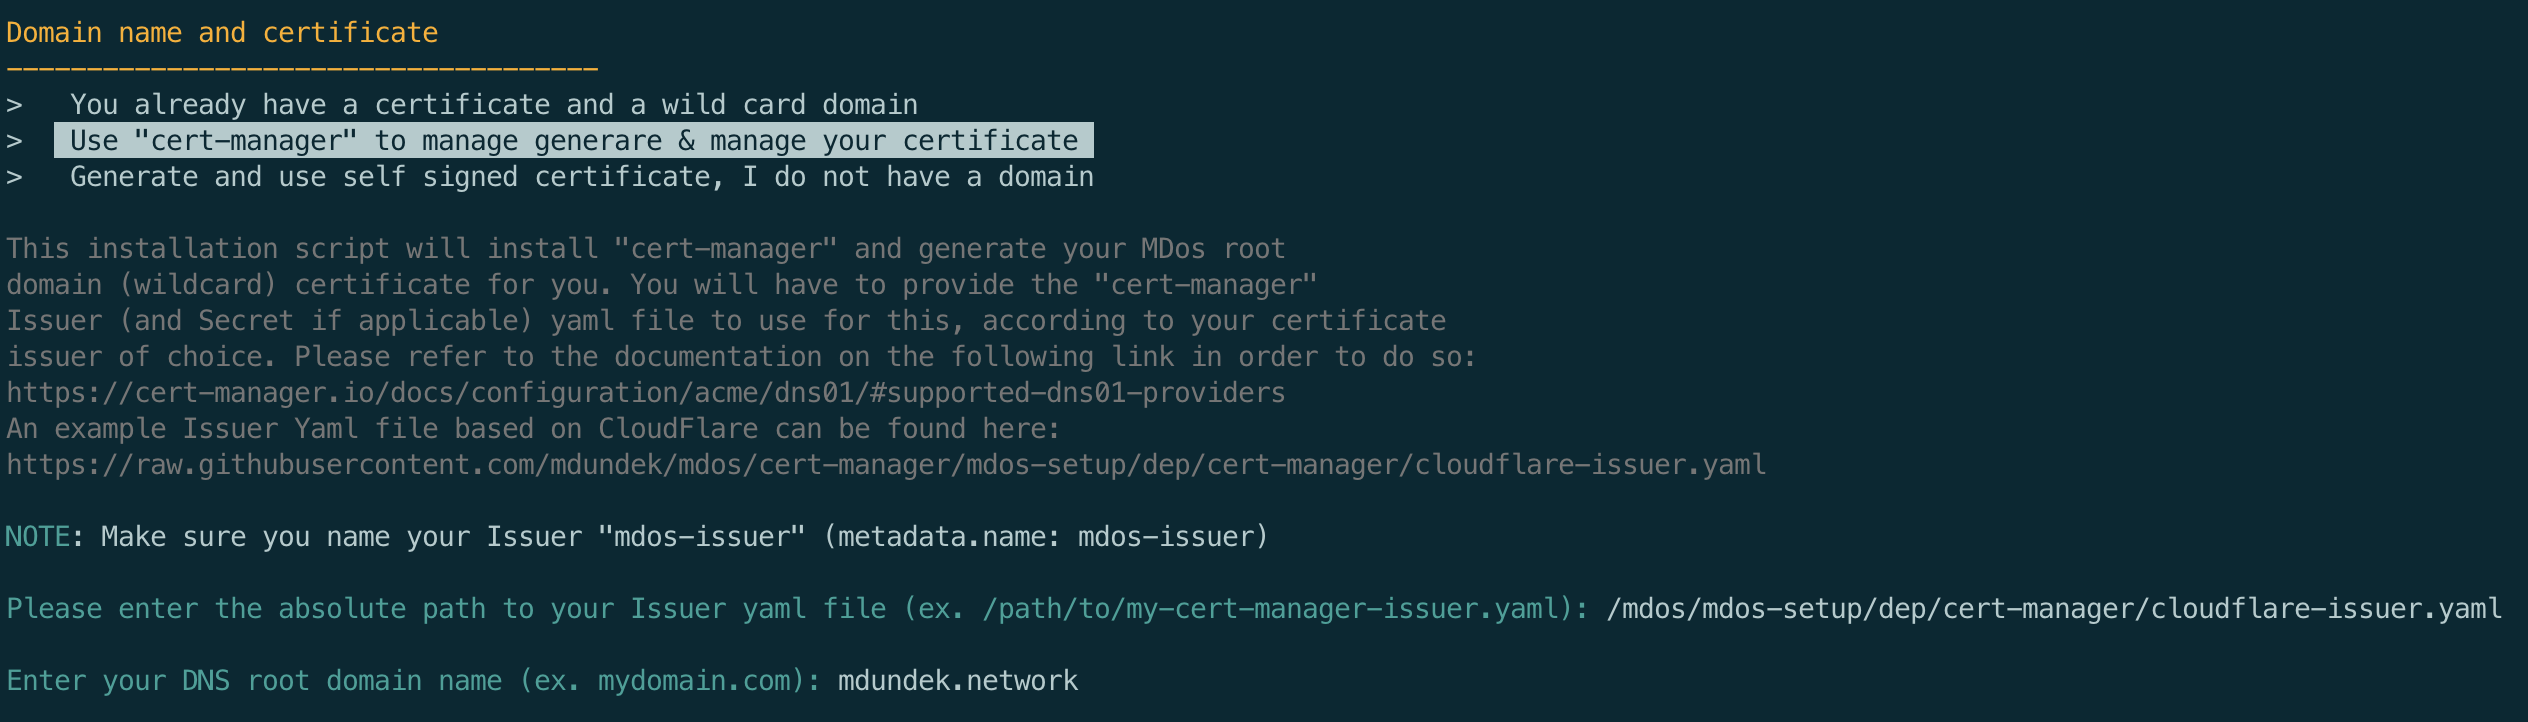 Domain name and certificate
-------------------------------------
> You already have a certificate and a wild card domain
> Use "cert-manager" to manage generare & manage your certificate
> Generate and use self signed certificate, I do not have a domain
This installation script will install "cert-manager" and generate your MDos root
domain (wildcard) certificate for you. You will have to provide the "cert-manager"
Issuer (and Secret if applicable) yaml file to use for this, according to your certificate
issuer of choice. Please refer to the documentation on the following link in order to do so:
https://cert-manager.io/docs/configuration/acme/dns01/#supported-dns01-providers
An example Issuer Yaml file based on CloudFlare can be found here:
https://raw.githubusercontent.com/mdundek/mdos/cert-manager/mdos-setup/dep/cert-manager/cloudflare-issuer.yaml
NOTE: Make sure you name your Issuer "mdos-issuer" (metadata.name: mdos-issuer)
Please enter the absolute path to your Issuer yaml file (ex. /path/to/my-cert-manager-issuer.yaml): /mdos/mdos-setup/dep/cert-manager/cloudflare-issuer.yaml
Enter your DNS root domain name (ex. mydomain.com): mdundek.network